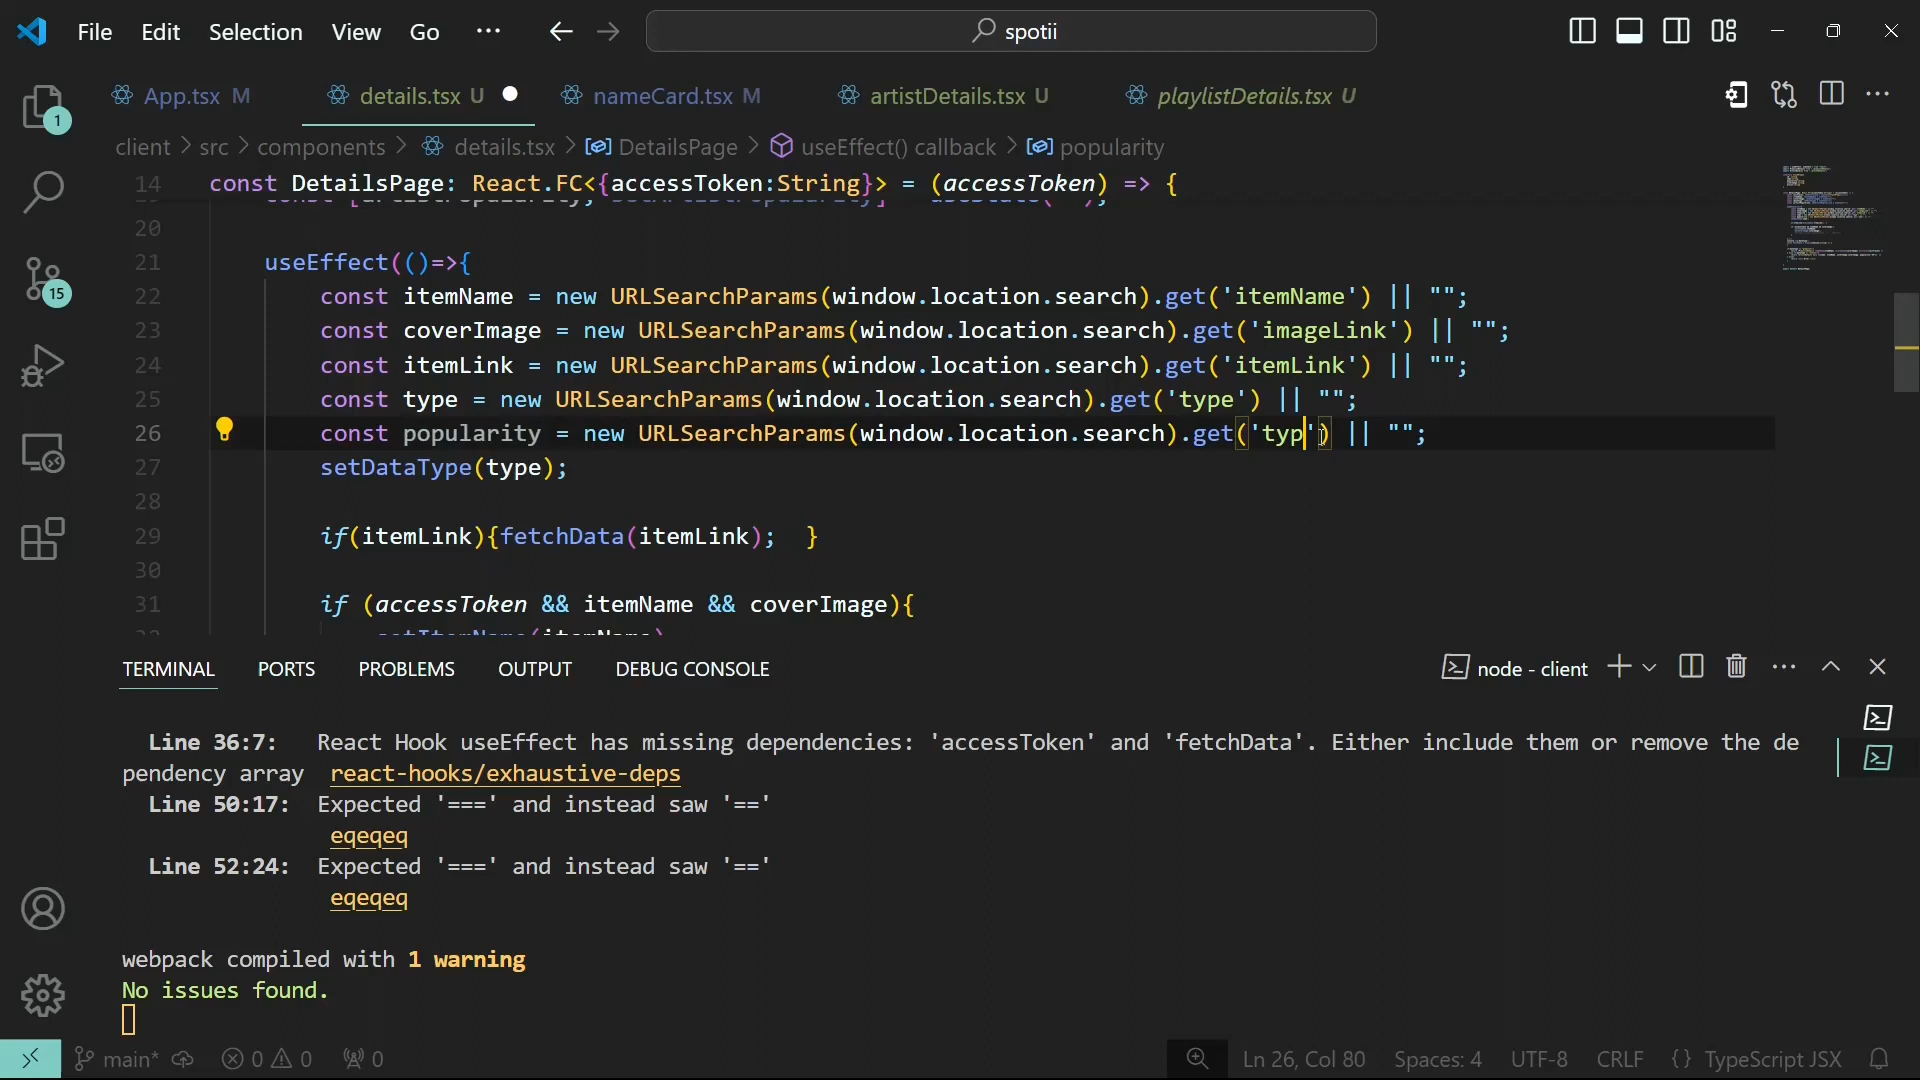 File Edit Selection View Go ··· spotii
App.tsx M details.tsx U nameCard.tsx M artistDetails.tsx U playlistDetails.tsx U
client > src > components > details.tsx > DetailsPage > useEffect() callback > popularity
14 const DetailsPage: React.FC<{accessToken:String}> = (accessToken) => {
20
21 useEffect(()=>{
22 const itemName = new URLSearchParams(window.location.search).get('itemName') || "";
23 const coverImage = new URLSearchParams(window.location.search).get('imageLink') || "";
24 const itemLink = new URLSearchParams(window.location.search).get('itemLink') || "";
25 const type = new URLSearchParams(window.location.search).get('type') || "";
26 const popularity = new URLSearchParams(window.location.search).get('typ') || "";
27 setDataType(type);
28
29 if(itemLink){fetchData(itemLink);  }
30
31 if (accessToken && itemName && coverImage){
1
15
TERMINAL PORTS PROBLEMS OUTPUT DEBUG CONSOLE node - client
Line 36:7: React Hook useEffect has missing dependencies: 'accessToken' and 'fetchData'. Either include them or remove the de
pendency array react-hooks/exhaustive-deps
Line 50:17: Expected '===' and instead saw '=='
eqeqeq
Line 52:24: Expected '===' and instead saw '=='
eqeqeq
webpack compiled with 1 warning
No issues found.
main* 0 0 0 Ln 26, Col 80 Spaces: 4 UTF-8 CRLF {} TypeScript JSX